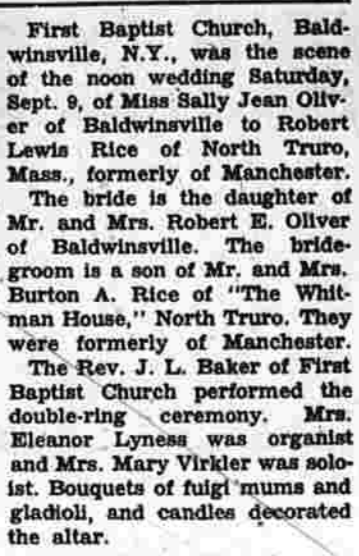 First Baptist Church, Bald-
winsville, N.Y., was the scene
of the noon wedding Saturday,
Sept. 9, of Miss Sally Jean Oliv-
er of Baldwinsville to Robert
Lewis Rice of North Truro,
Mass., formerly of Manchester.
The bride is the daughter of
Mr. and Mrs. Robert E. Oliver
of Baldwinsville. The bride-
groom is a son of Mr. and Mrs.
Burton A. Rice of "The Whit-
man House," North Truro. They
were formerly of Manchester.
The Rev. J. L. Baker of First
Baptist Church performed the
double-ring ceremony. Mrs.
Eleanor Lyness was organist
and Mrs. Mary Virkler was solo-
ist. Bouquets of fuigi mums and
gladioli, and candles decorated
the altar.